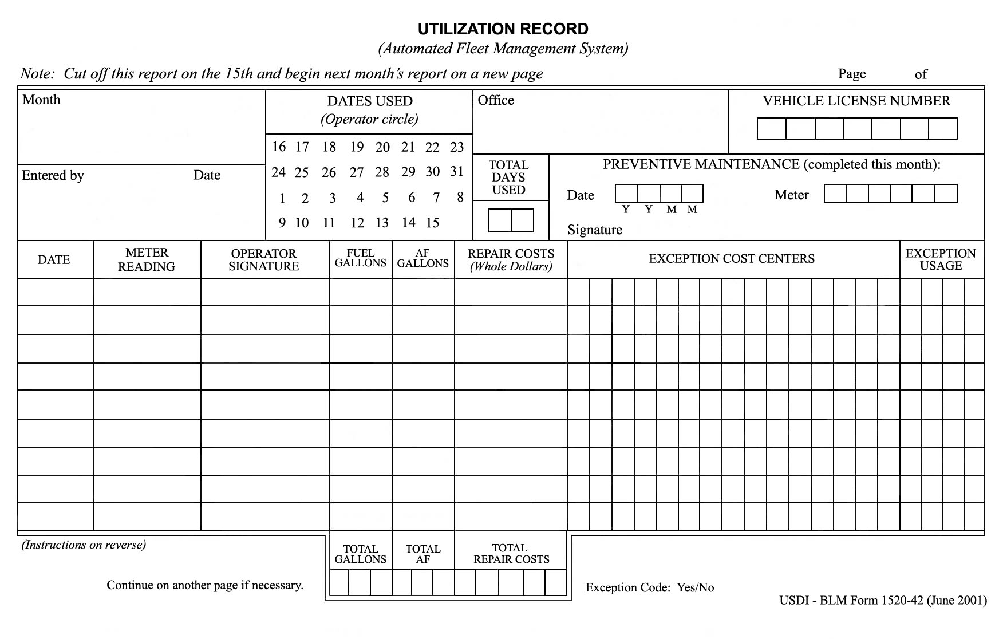 UTILIZATION RECORD
(Automated Fleet Management System)
Note: Cut off this report on the 15th and begin next month's report on a new page
Page of
Month
DATES USED
(Operator circle)
16 17 18 19 20 21 22 23
24 25 26 27 28 29 30 31
1 2 3 4 5 6 7 8
9 10 11 12 13 14 15
Office
VEHICLE LICENSE NUMBER
Entered by Date
TOTAL
DAYS
USED
PREVENTIVE MAINTENANCE (completed this month):
Date Meter
Y Y M M
Signature
DATE
METER
READING
OPERATOR
SIGNATURE
FUEL
GALLONS
AF
GALLONS
REPAIR COSTS
(Whole Dollars)
EXCEPTION COST CENTERS
EXCEPTION
USAGE
(Instructions on reverse)
TOTAL
GALLONS
TOTAL
AF
TOTAL
REPAIR COSTS
Continue on another page if necessary.
Exception Code: Yes/No
USDI - BLM Form 1520-42 (June 2001)